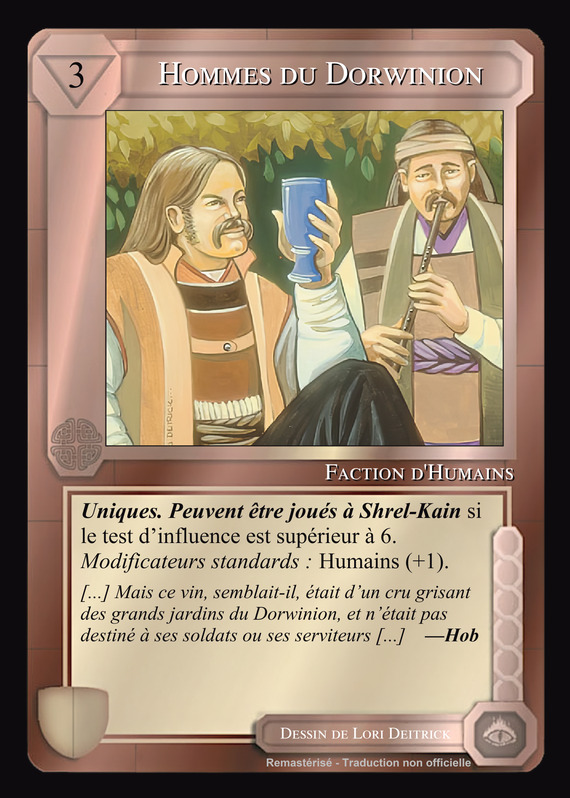 3
Hommes du Dorwinion
Faction d'Humains
Uniques. Peuvent être joués à Shrel-Kain si
le test d'influence est supérieur à 6.
Modificateurs standards : Humains (+1).
[...] Mais ce vin, semblait-il, était d'un cru grisant
des grands jardins du Dorwinion, et n'était pas
destiné à ses soldats ou ses serviteurs [...] —Hob
Dessin de Lori Deitrick
Remastérisé - Traduction non officielle